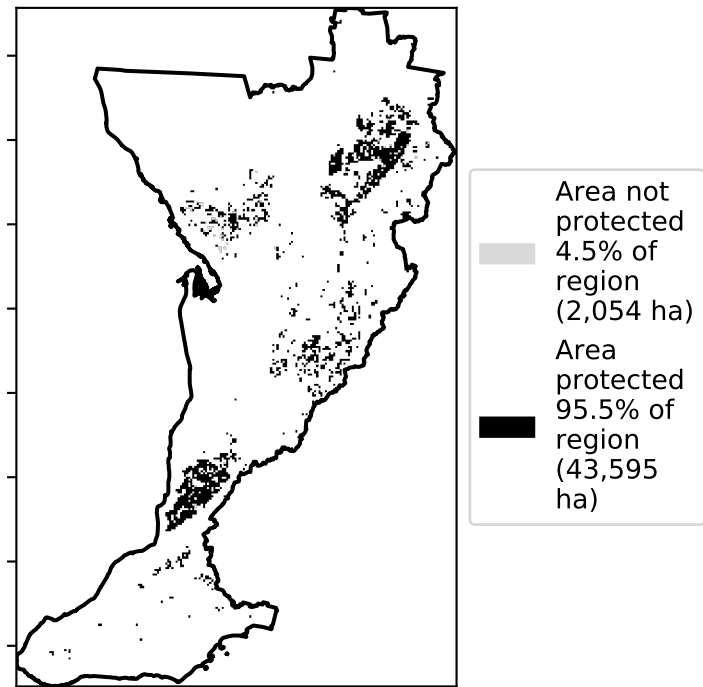 Area not
protected
4.5% of
region
(2,054 ha)
Area
protected
95.5% of
region
(43,595
ha)